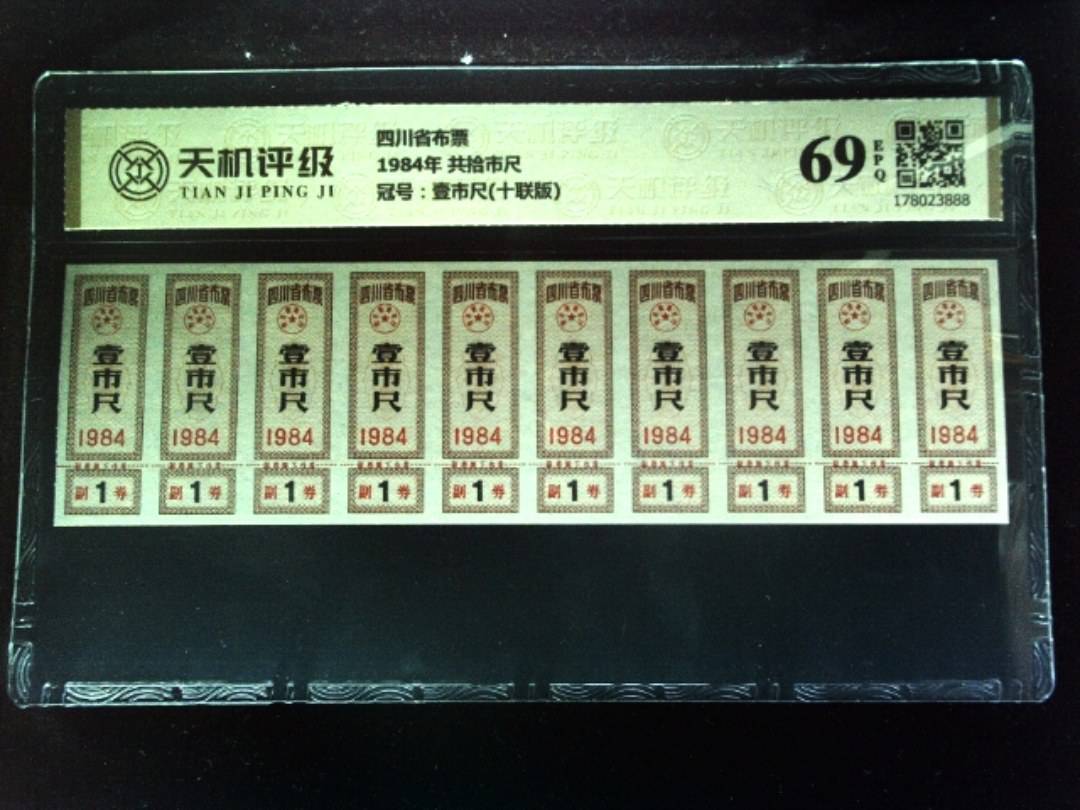 天机评级
TIAN JI PING JI
四川省布票
1984年 共拾市尺
冠号：壹市尺(十联版)
69
EPQ
178023888
四川省布票 四川省布票 四川省布票 四川省布票 四川省布票 四川省布票 四川省布票 四川省布票 四川省布票 四川省布票
壹市尺 壹市尺 壹市尺 壹市尺 壹市尺 壹市尺 壹市尺 壹市尺 壹市尺 壹市尺
1984 1984 1984 1984 1984 1984 1984 1984 1984 1984
副1券 副1券 副1券 副1券 副1券 副1券 副1券 副1券 副1券 副1券